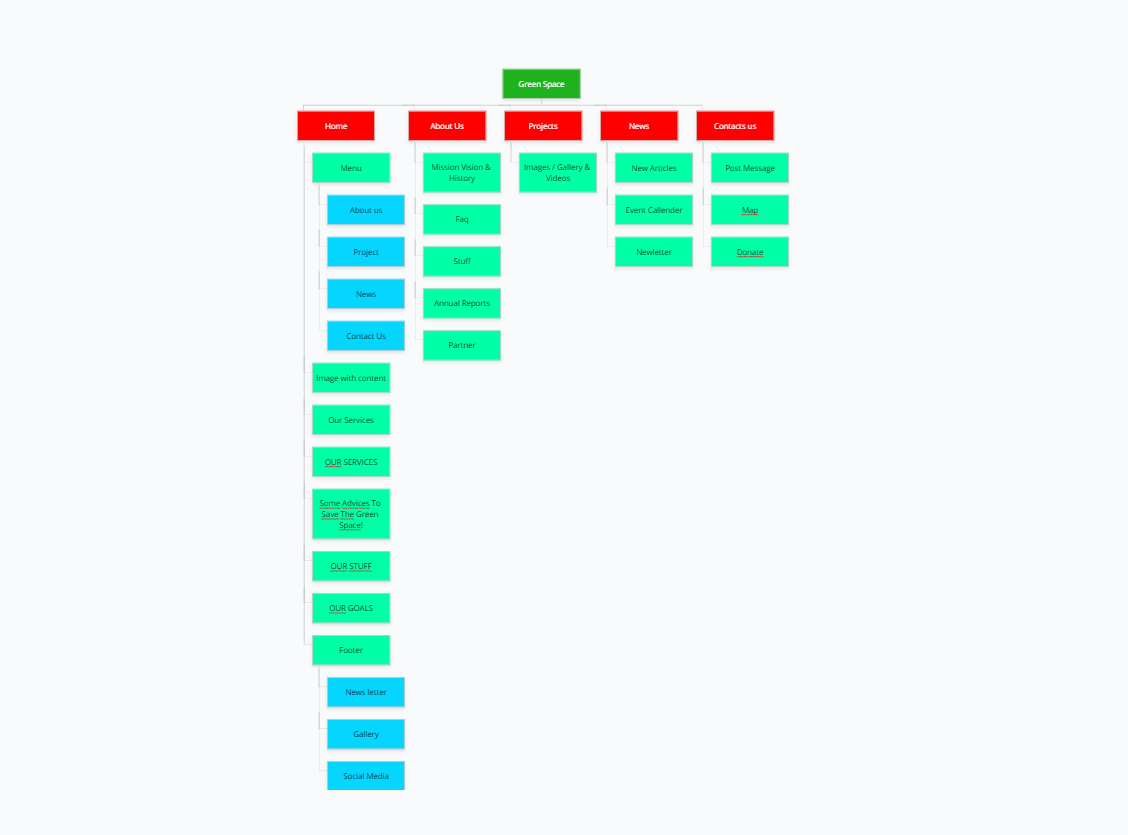 Green Space
Home
About Us
Projects
News
Contacts us
Menu
About us
Project
News
Contact Us
Image with content
Our Services
OUR SERVICES
Some Advices To
Save The Green
Space!
OUR STUFF
OUR GOALS
Footer
News letter
Gallery
Social Media
Mission Vision &
History
Faq
Stuff
Annual Reports
Partner
Images / Gallery &
Videos
New Articles
Event Callender
Newletter
Post Message
Map
Donate